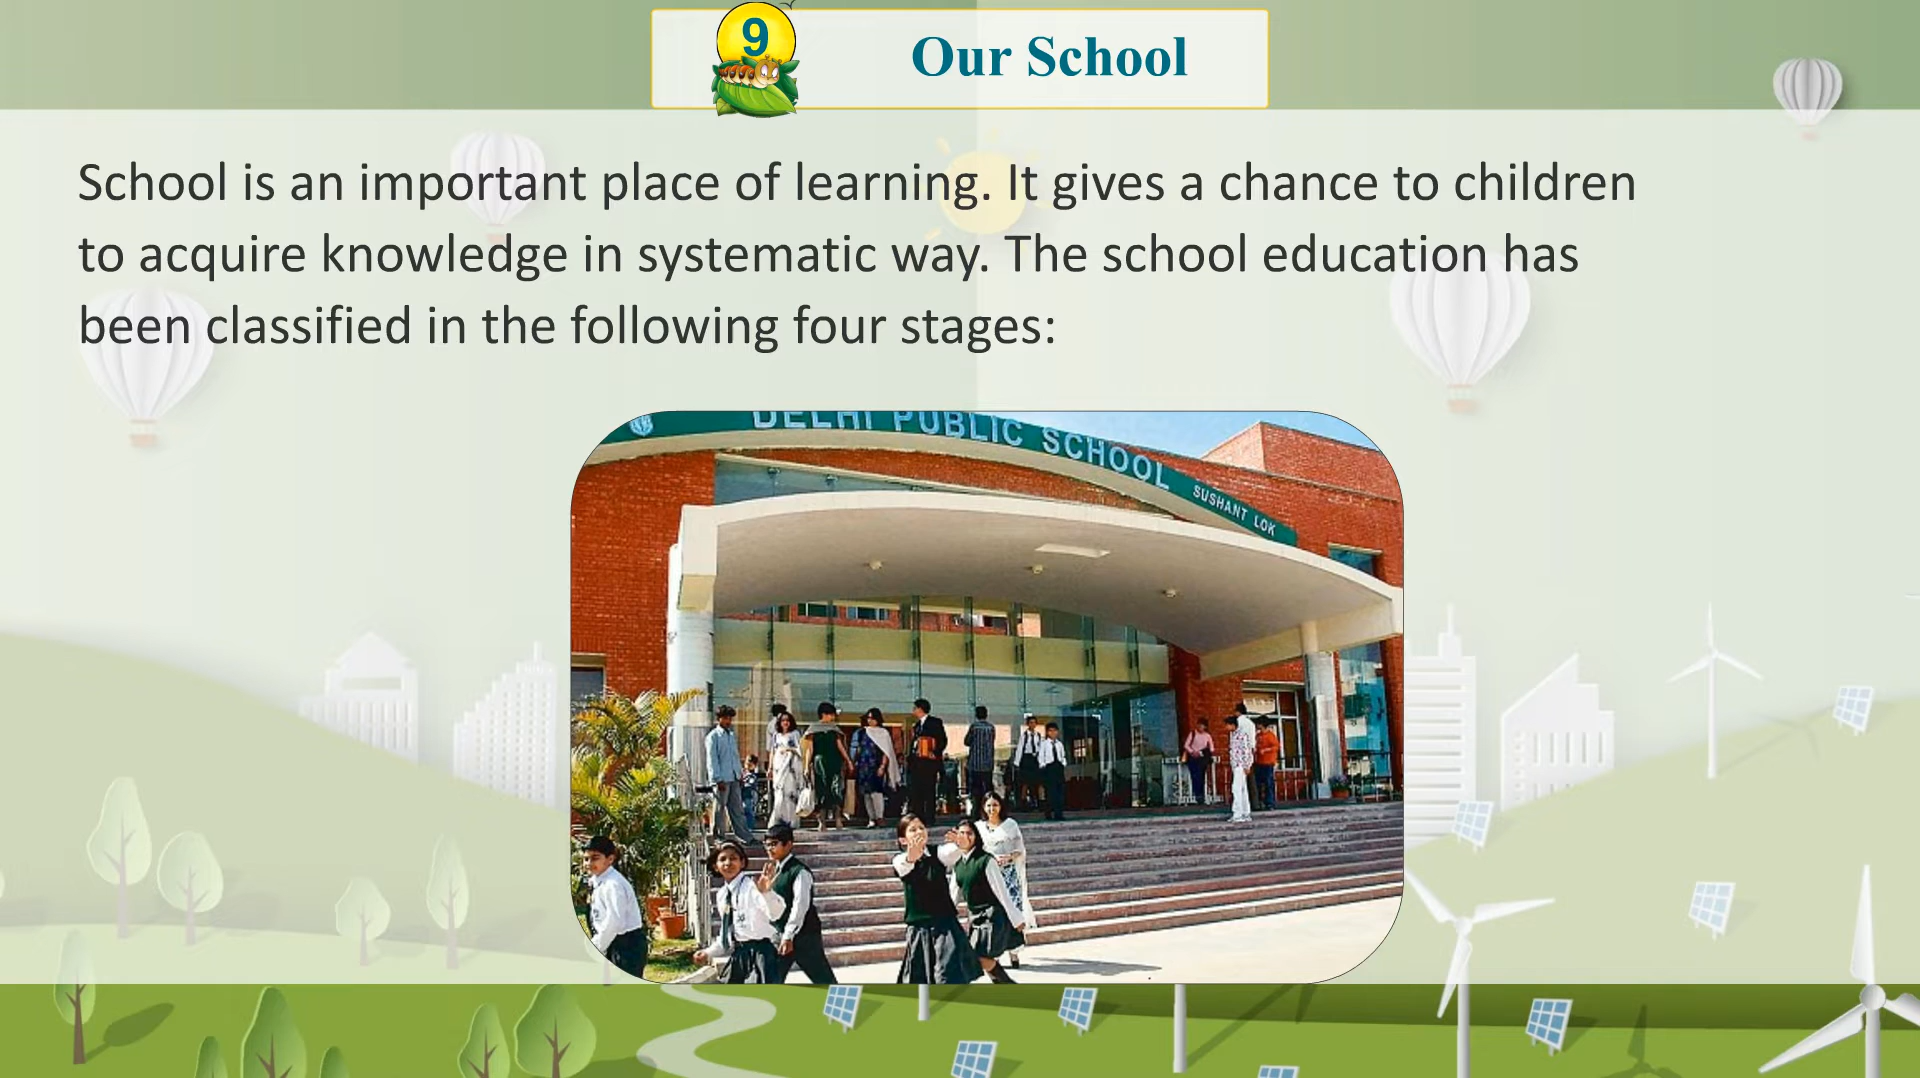 9
Our School
School is an important place of learning. It gives a chance to children
to acquire knowledge in systematic way. The school education has
been classified in the following four stages:
DELHI PUBLIC SCHOOL
SUSHANT LOK